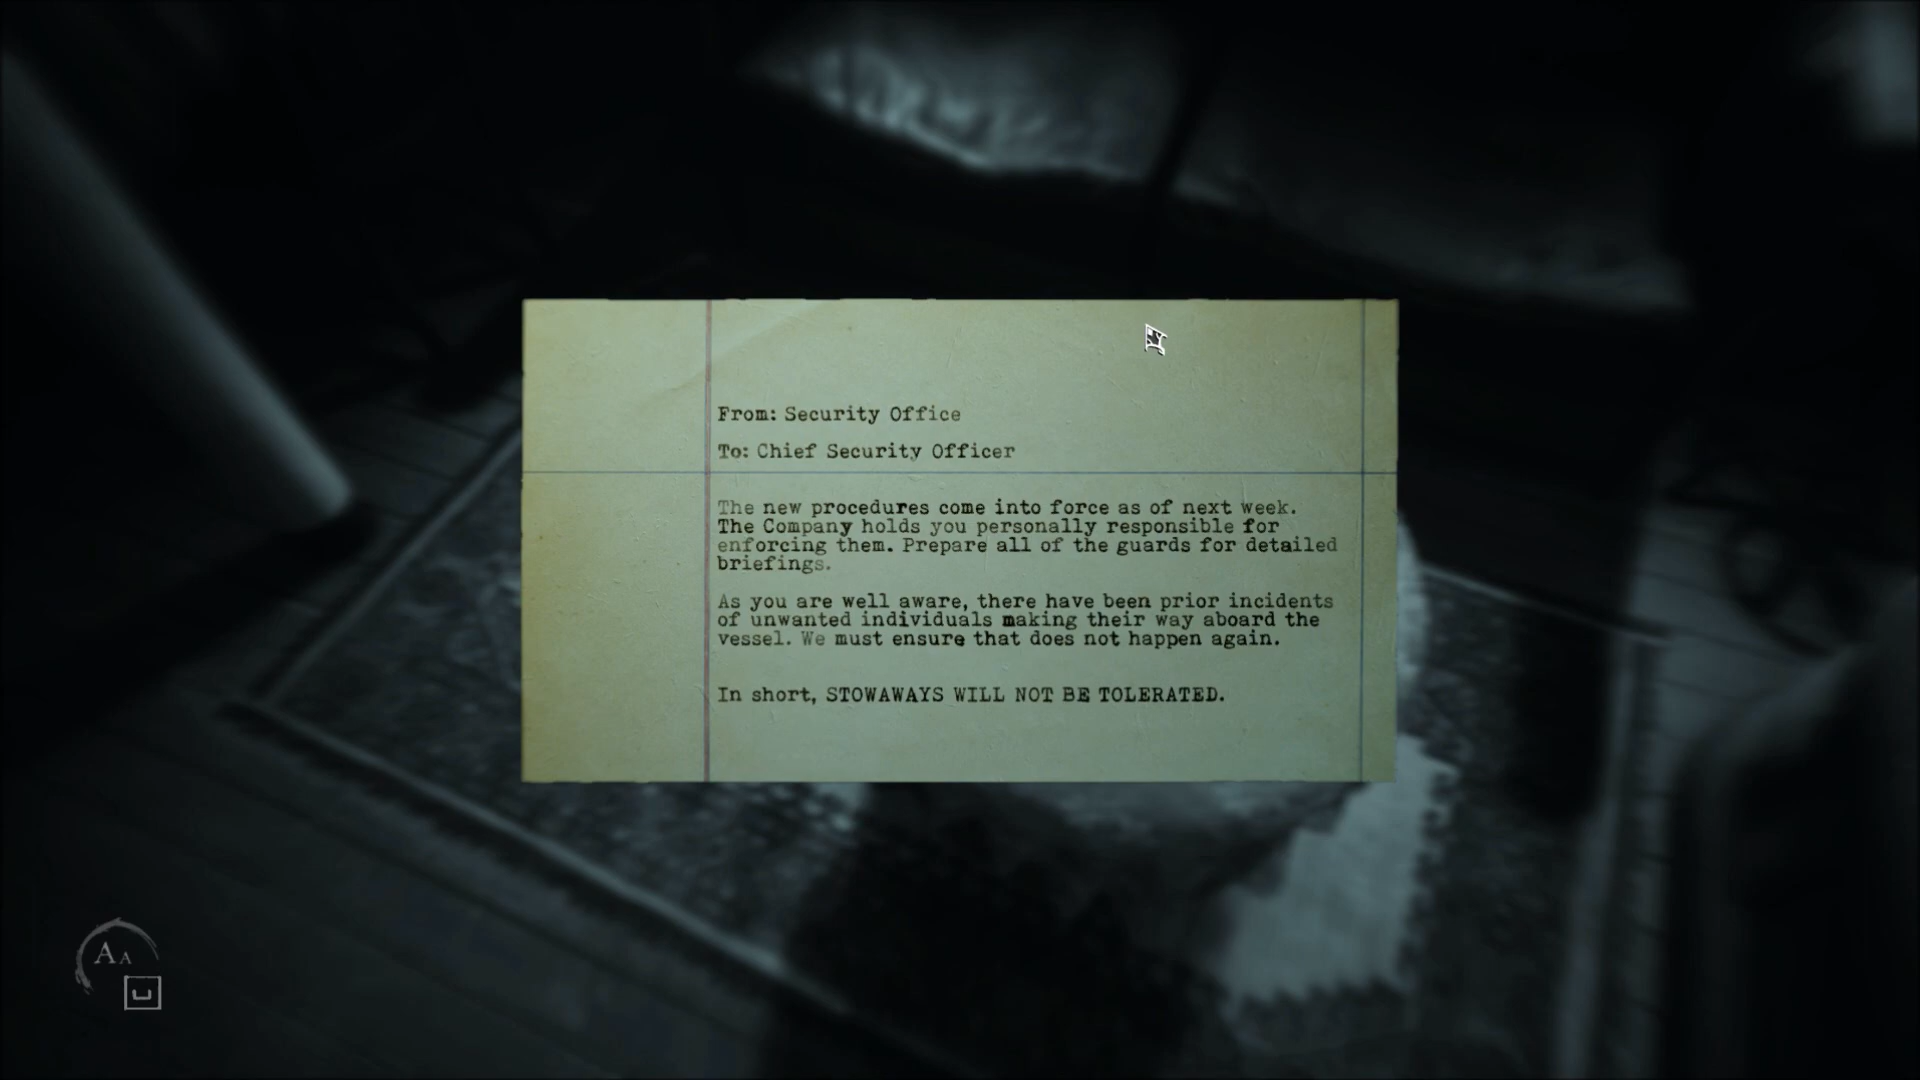 From: Security Office
To: Chief Security Officer
The new procedures come into force as of next week.
The Company holds you personally responsible for
enforcing them. Prepare all of the guards for detailed
briefings.
As you are well aware, there have been prior incidents
of unwanted individuals making their way aboard the
vessel. We must ensure that does not happen again.
In short, STOWAWAYS WILL NOT BE TOLERATED.
AA